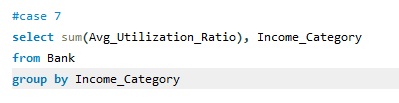 #case 7
select sum(Avg_Utilization_Ratio), Income_Category
from Bank
group by Income_Category